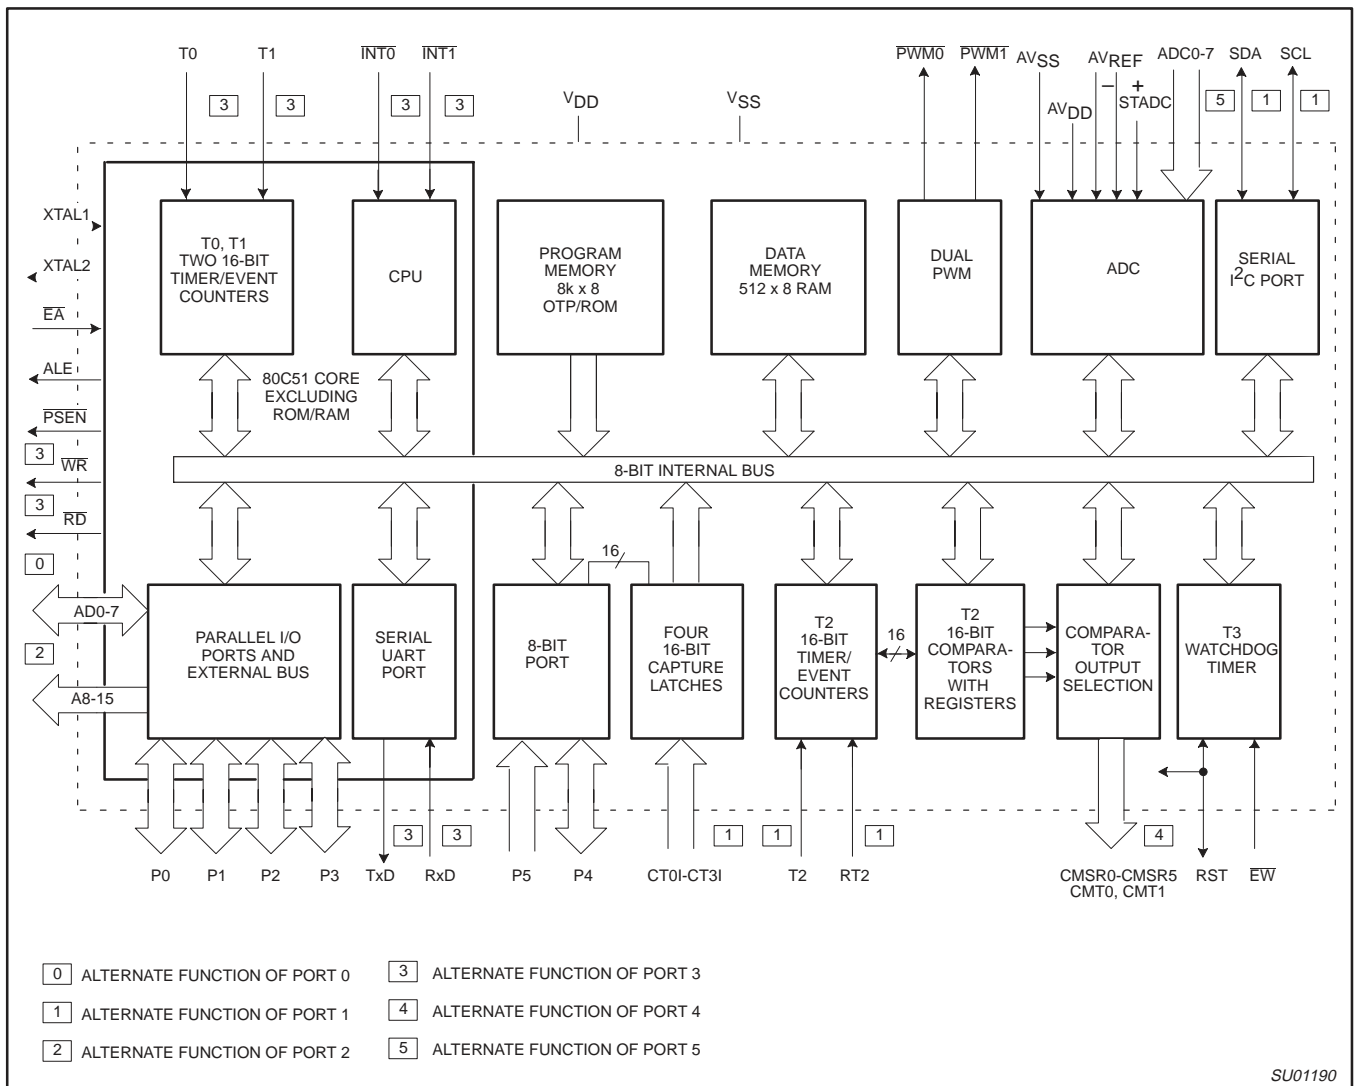 T0 T1 INT0 INT1 PWM0 PWM1 AVSS AVREF ADC0-7 SDA SCL
− +
3 3 3 3 VDD VSS AVDD STADC 5 1 1
XTAL1
XTAL2
EA
ALE
PSEN
3 WR
3 RD
0
AD0-7
2
A8-15
T0, T1
TWO 16-BIT
TIMER/EVENT
COUNTERS
CPU
PROGRAM
MEMORY
8k x 8
OTP/ROM
DATA
MEMORY
512 x 8 RAM
DUAL
PWM
ADC
SERIAL
I2C PORT
80C51 CORE
EXCLUDING
ROM/RAM
8-BIT INTERNAL BUS
PARALLEL I/O
PORTS AND
EXTERNAL BUS
SERIAL
UART
PORT
8-BIT
PORT
16
FOUR
16-BIT
CAPTURE
LATCHES
T2
16-BIT
TIMER/
EVENT
COUNTERS
16
T2
16-BIT
COMPARA-
TORS
WITH
REGISTERS
COMPARA-
TOR
OUTPUT
SELECTION
T3
WATCHDOG
TIMER
3 3 1 1 1 4
P0 P1 P2 P3 TxD RxD P5 P4 CT0I-CT3I T2 RT2 CMSR0-CMSR5 RST EW
CMT0, CMT1
0 ALTERNATE FUNCTION OF PORT 0
1 ALTERNATE FUNCTION OF PORT 1
2 ALTERNATE FUNCTION OF PORT 2
3 ALTERNATE FUNCTION OF PORT 3
4 ALTERNATE FUNCTION OF PORT 4
5 ALTERNATE FUNCTION OF PORT 5
SU01190